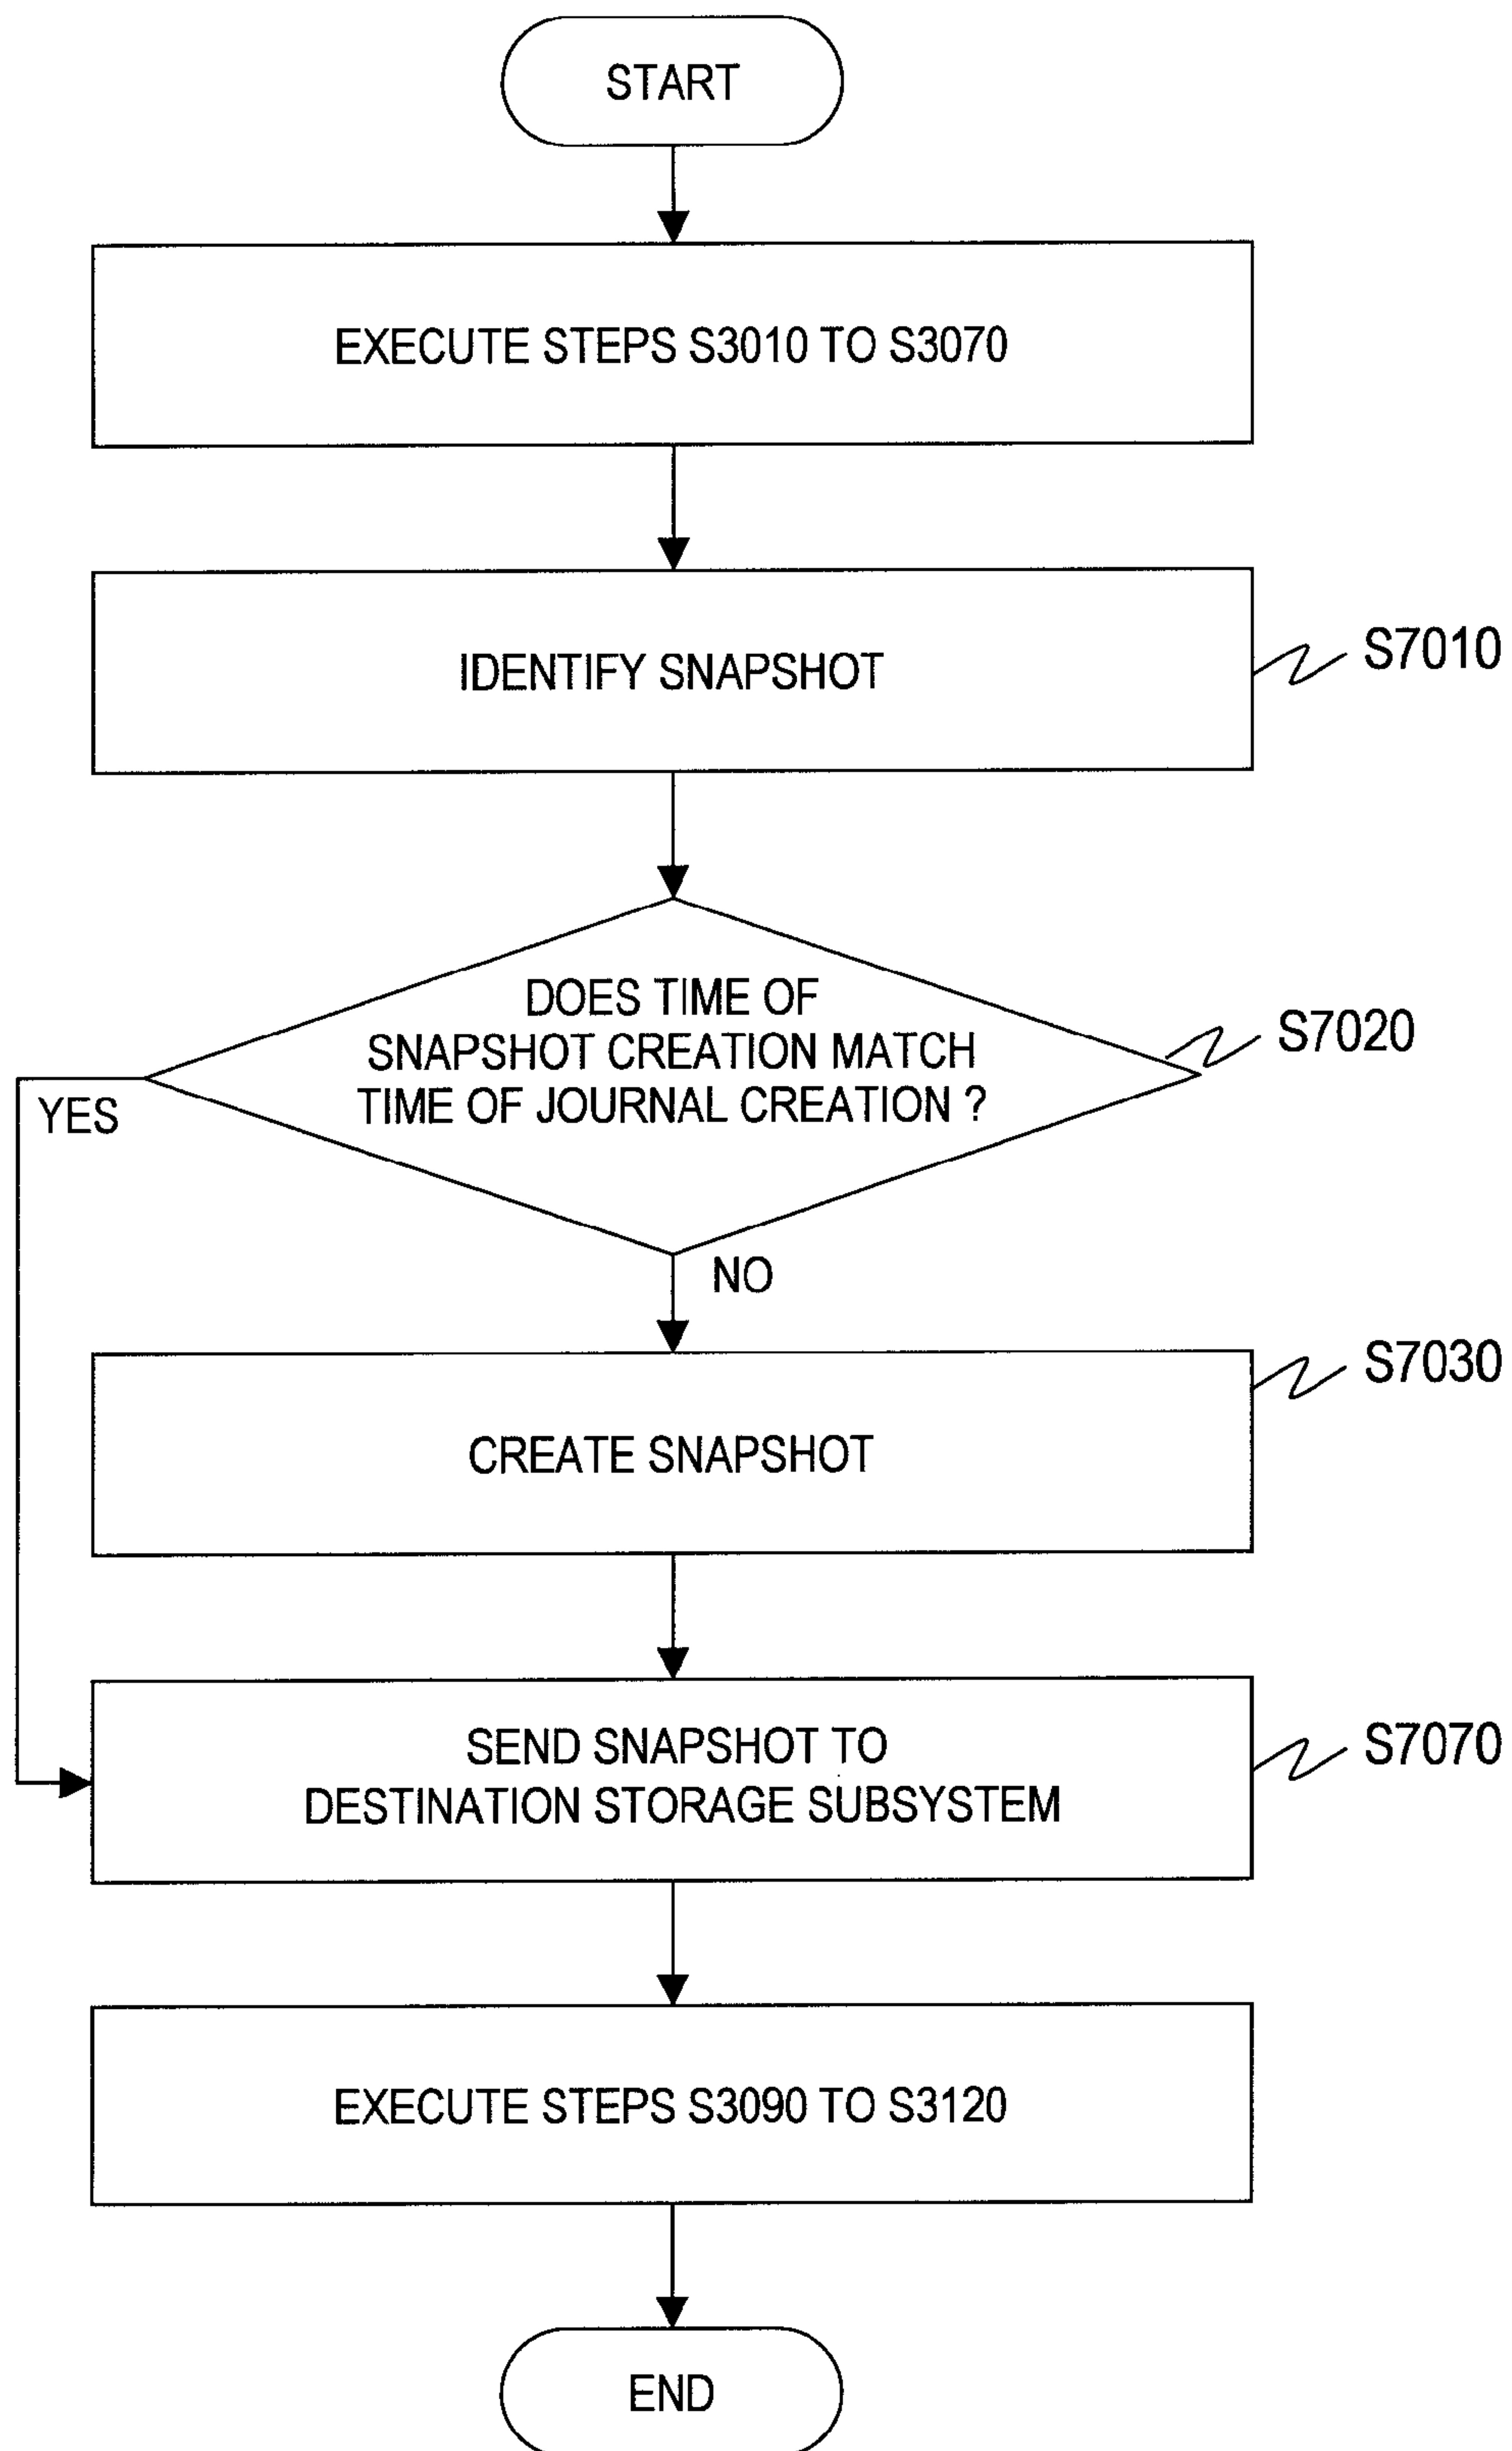 START
EXECUTE STEPS S3010 TO S3070
IDENTIFY SNAPSHOT
S7010
DOES TIME OF
SNAPSHOT CREATION MATCH
TIME OF JOURNAL CREATION ?
S7020
YES
NO
S7030
CREATE SNAPSHOT
SEND SNAPSHOT TO
DESTINATION STORAGE SUBSYSTEM
S7070
EXECUTE STEPS S3090 TO S3120
END